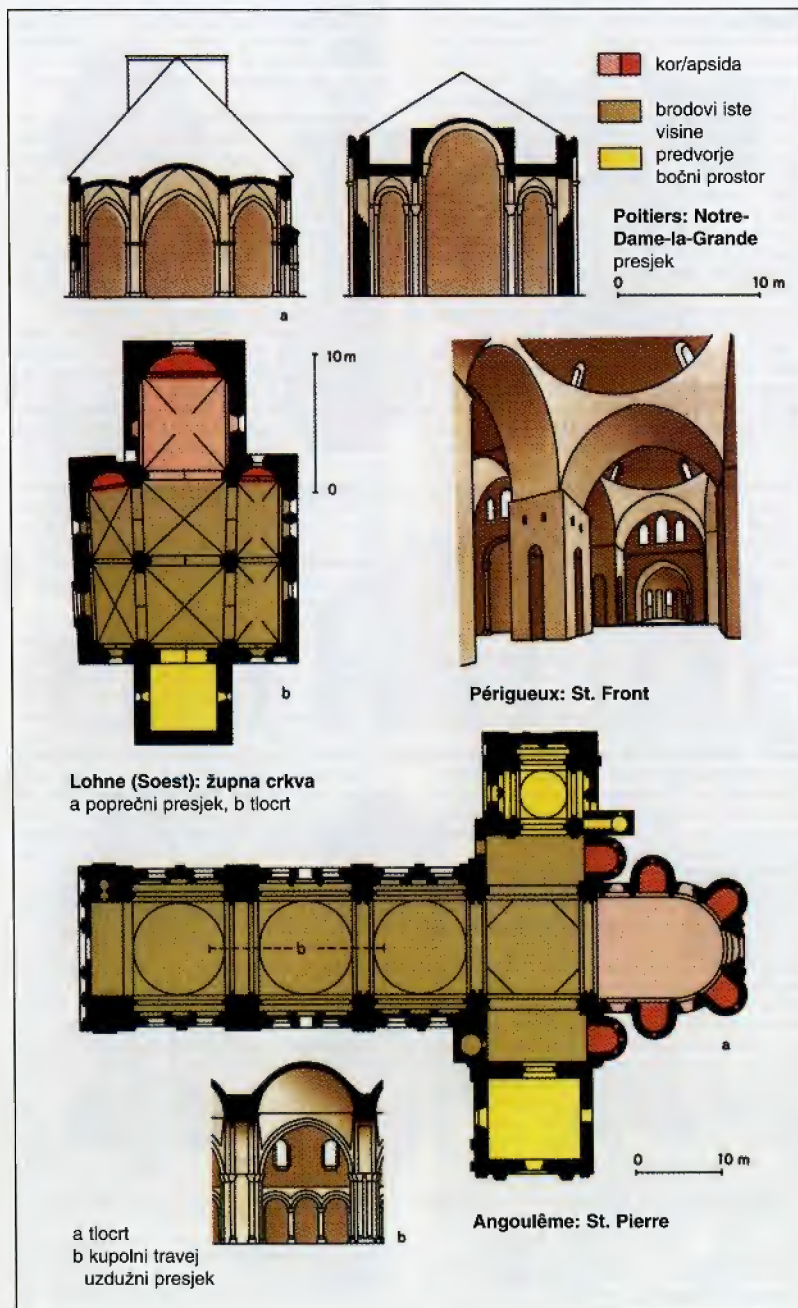 kor/apsida
brodovi iste
visine
predvorje
bočni prostor
Poitiers: Notre-
Dame-la-Grande
presjek
0 10 m
a
10 m
0
b
Périgueux: St. Front
Lohne (Soest): župna crkva
a poprečni presjek, b tlocrt
b
a
0 10 m
Angoulême: St. Pierre
a tlocrt
b kupolni travej
uzdužni presjek
b